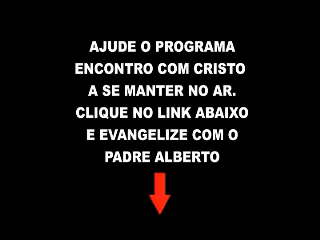 AJUDE O PROGRAMA
ENCONTRO COM CRISTO
A SE MANTER NO AR.
CLIQUE NO LINK ABAIXO
E EVANGELIZE COM O
PADRE ALBERTO